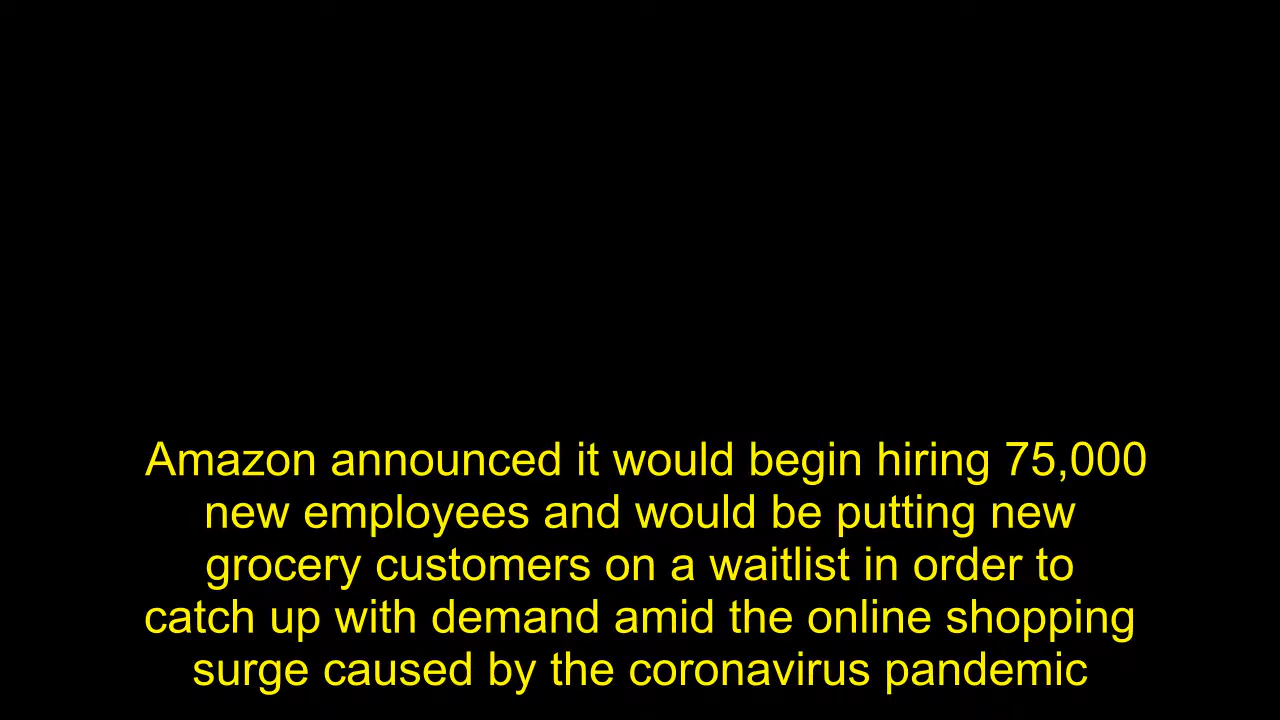 Amazon announced it would begin hiring 75,000
new employees and would be putting new
grocery customers on a waitlist in order to
catch up with demand amid the online shopping
surge caused by the coronavirus pandemic